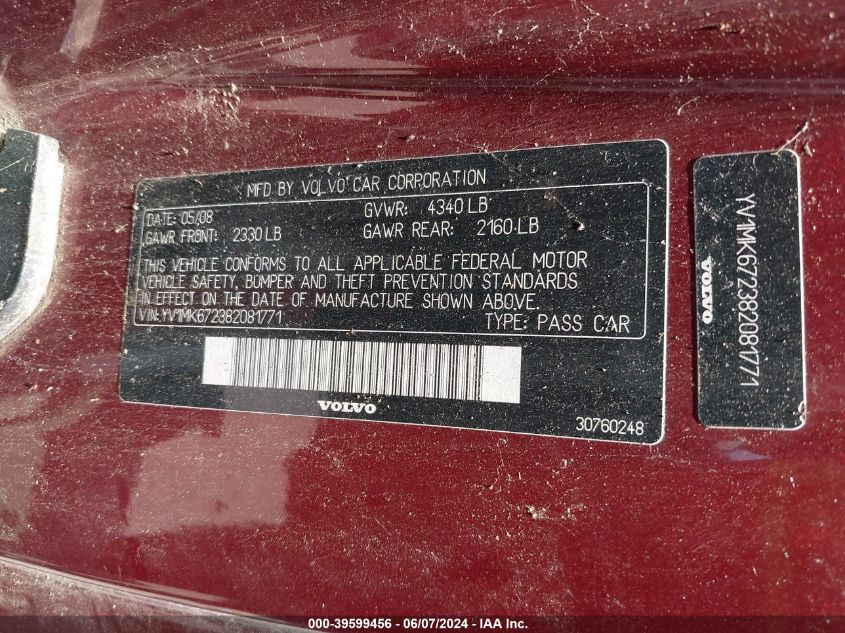 MFD BY VOLVO CAR CORPORATION
DATE: 05/08 GVWR: 4340 LB
GAWR FRONT: 2330 LB GAWR REAR: 2160 LB
THIS VEHICLE CONFORMS TO ALL APPLICABLE FEDERAL MOTOR
VEHICLE SAFETY, BUMPER AND THEFT PREVENTION STANDARDS
IN EFFECT ON THE DATE OF MANUFACTURE SHOWN ABOVE.
VIN: YV1MK672382081771 TYPE: PASS CAR
VOLVO
30760248
YV1MK672382081771
VOLVO
000-39599456 - 06/07/2024 - IAA Inc.